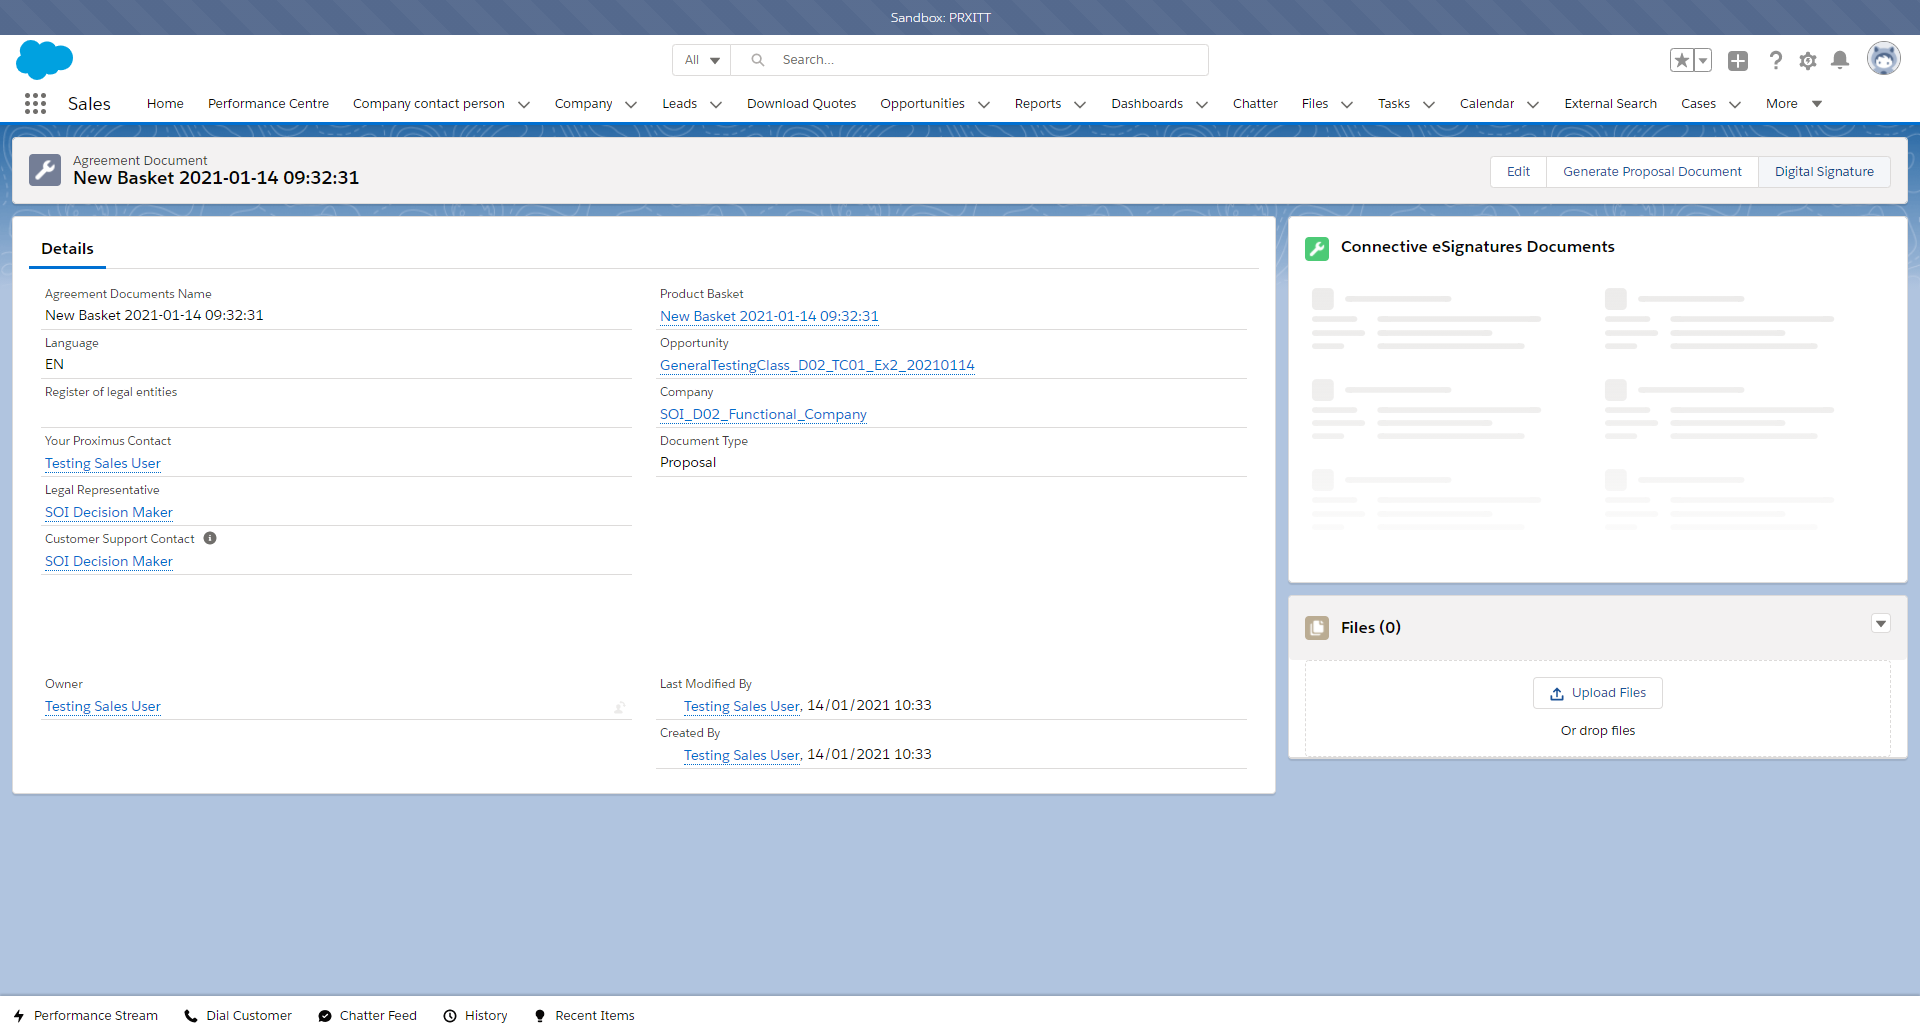 Sandbox: PRXITT
All
Search...
Sales
Home
Performance Centre
Company contact person
Company
Leads
Download Quotes
Opportunities
Reports
Dashboards
Chatter
Files
Tasks
Calendar
External Search
Cases
More
Agreement Document
New Basket 2021-01-14 09:32:31
Edit
Generate Proposal Document
Digital Signature
Details
Agreement Documents Name
New Basket 2021-01-14 09:32:31
Language
EN
Register of legal entities
Your Proximus Contact
Testing Sales User
Legal Representative
SOI Decision Maker
Customer Support Contact
SOI Decision Maker
Owner
Testing Sales User
Product Basket
New Basket 2021-01-14 09:32:31
Opportunity
GeneralTestingClass_D02_TC01_Ex2_20210114
Company
SOI_D02_Functional_Company
Document Type
Proposal
Last Modified By
Testing Sales User, 14/01/2021 10:33
Created By
Testing Sales User, 14/01/2021 10:33
Connective eSignatures Documents
Files (0)
Upload Files
Or drop files
Performance Stream
Dial Customer
Chatter Feed
History
Recent Items